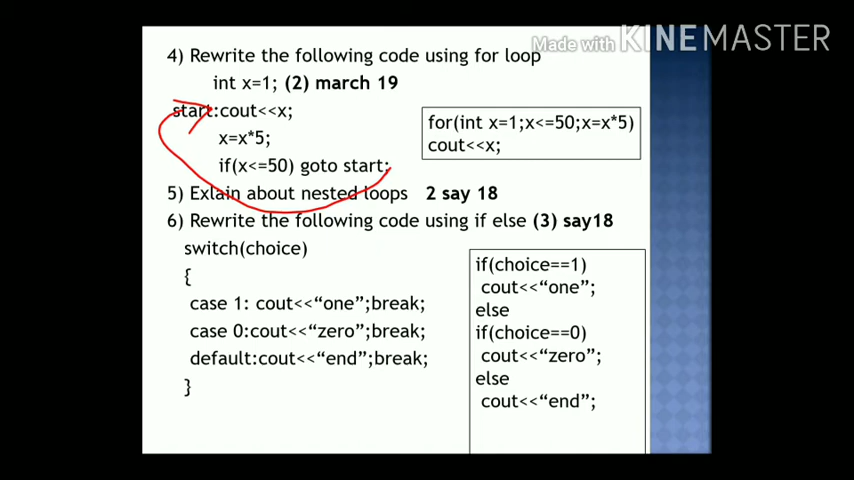 Made with KINEMASTER
4) Rewrite the following code using for loop
int x=1; (2) march 19
start:cout<<x;
x=x*5;
if(x<=50) goto start;
for(int x=1;x<=50;x=x*5)
cout<<x;
5) Exlain about nested loops 2 say 18
6) Rewrite the following code using if else (3) say18
switch(choice)
{
case 1: cout<<“one”;break;
case 0:cout<<“zero”;break;
default:cout<<“end”;break;
}
if(choice==1)
cout<<“one”;
else
if(choice==0)
cout<<“zero”;
else
cout<<“end”;